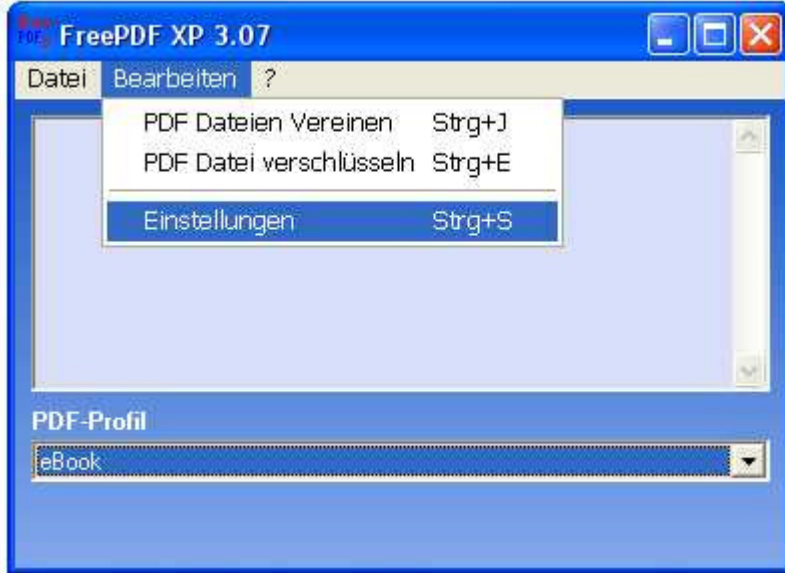 FreePDF XP 3.07
Datei Bearbeiten ?
PDF Dateien Vereinen Strg+J
PDF Datei verschlüsseln Strg+E
Einstellungen Strg+S
PDF-Profil
eBook